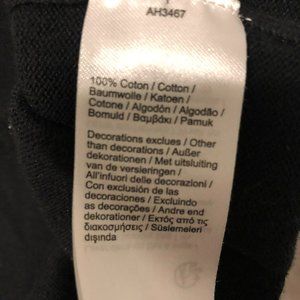 AH3467
100% Coton / Cotton /
Baumwolle / Katoen /
Cotone / Algodón / Algodão /
Bomuld / Βαμβάκι / Pamuk
Decorations exclues / Other
than decorations / Außer
dekorationen / Met uitsluiting
van de versieringen /
All'infuori delle decorazioni /
Con exclusión de las
decoraciones / Excluindo
as decorações / Andre end
dekorationer / Εκτός από τις
διακοσμήσεις / Süslemeleri
dışında